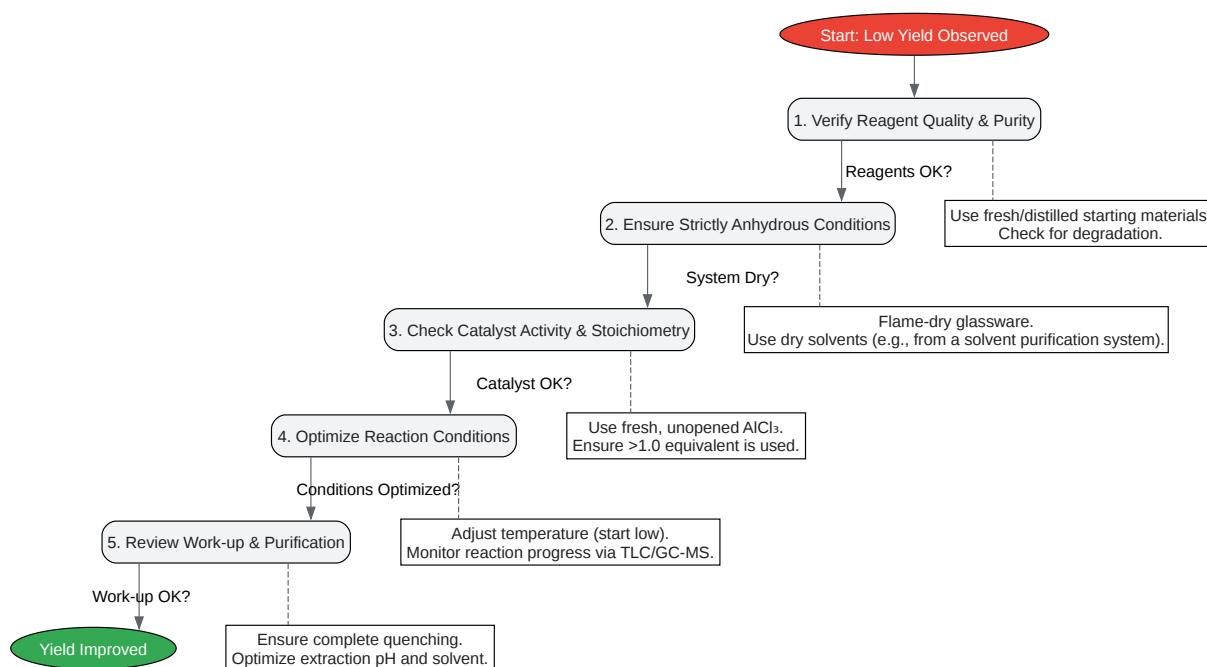 Start: Low Yield Observed
1. Verify Reagent Quality & Purity
Reagents OK?
Use fresh/distilled starting materials
Check for degradation.
2. Ensure Strictly Anhydrous Conditions
System Dry?
Flame-dry glassware.
Use dry solvents (e.g., from a solvent purification system).
3. Check Catalyst Activity & Stoichiometry
Catalyst OK?
Use fresh, unopened AlCl₃.
Ensure >1.0 equivalent is used.
4. Optimize Reaction Conditions
Conditions Optimized?
Adjust temperature (start low).
Monitor reaction progress via TLC/GC-MS.
5. Review Work-up & Purification
Work-up OK?
Ensure complete quenching.
Optimize extraction pH and solvent.
Yield Improved